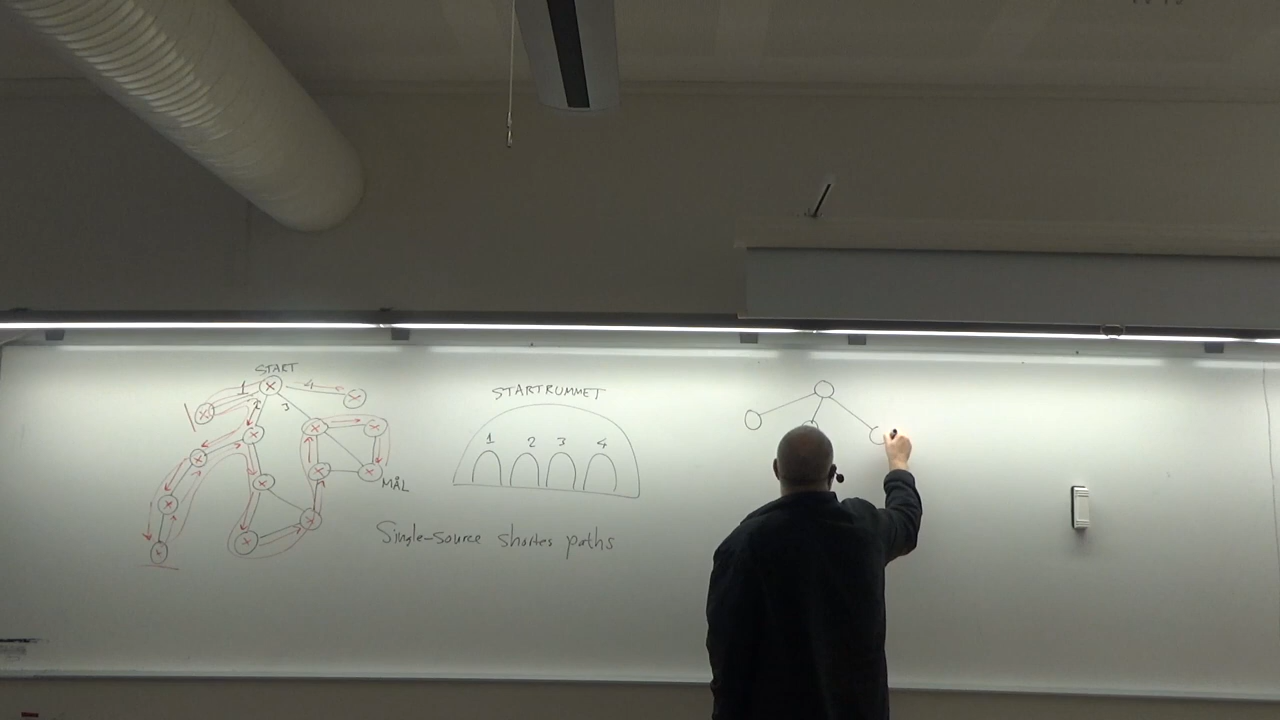 START
1 2 3 4
MÅL
STARTRUMMET
1 2 3 4
Single-source shortes paths